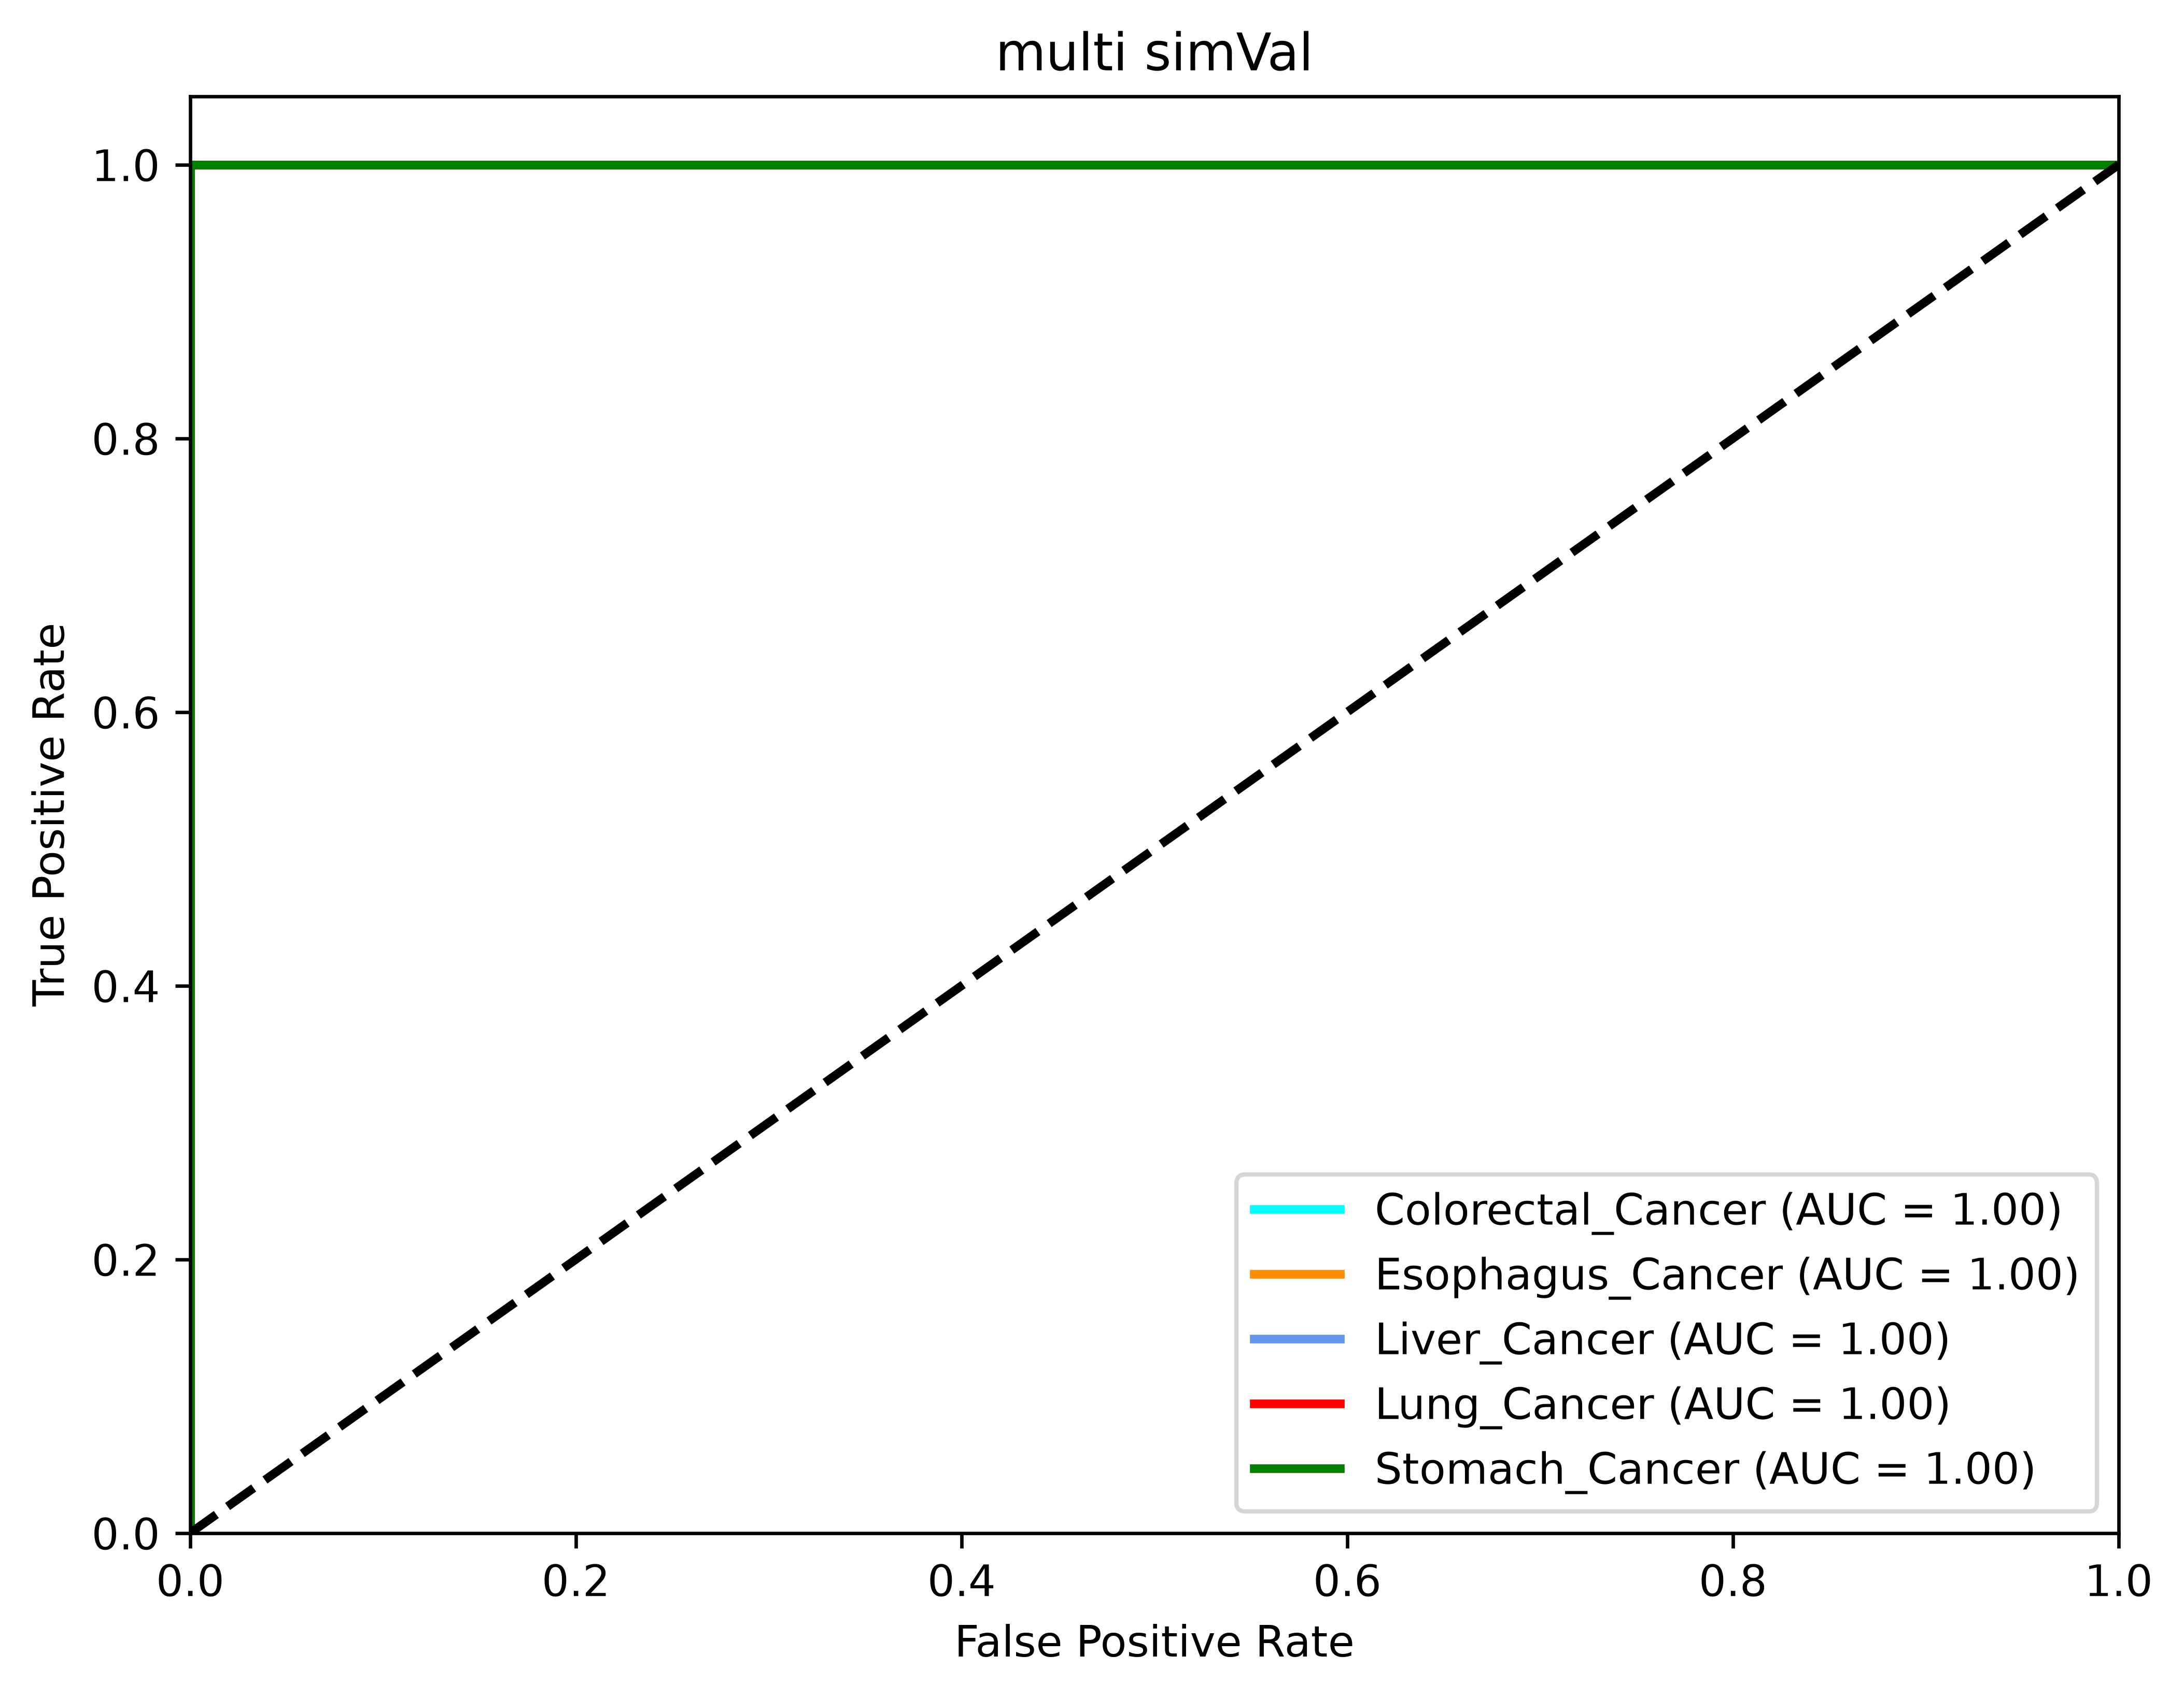 multi simVal
True Positive Rate
1.0
0.8
0.6
0.4
0.2
0.0
Colorectal_Cancer (AUC = 1.00)
Esophagus_Cancer (AUC = 1.00)
Liver_Cancer (AUC = 1.00)
Lung_Cancer (AUC = 1.00)
Stomach_Cancer (AUC = 1.00)
0.0 0.2 0.4 0.6 0.8 1.0
False Positive Rate